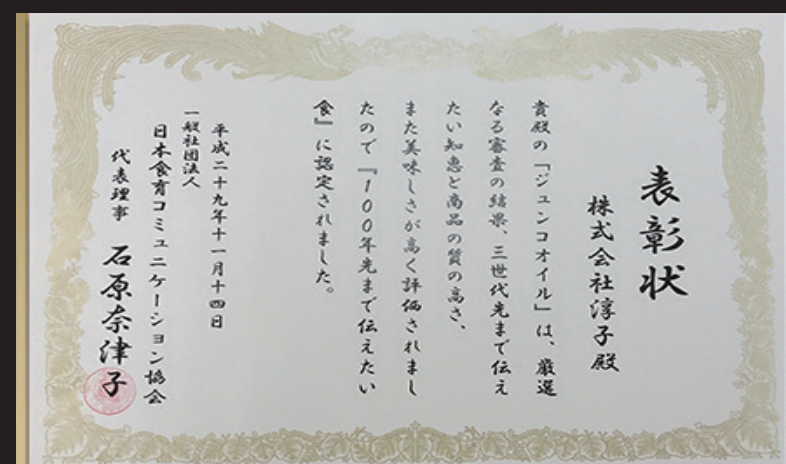 表彰状
株式会社淳子殿
貴殿の「ジュンコオイル」は、厳選
なる審査の結果、三世代先まで伝え
たい知恵と商品の質の高さ、
また美味しさが高く評価されまし
たので『100年先まで伝えたい
食』に認定されました。
平成二十九年十一月十四日
一般社団法人
日本食育コミュニケーション協会
代表理事 石原奈津子